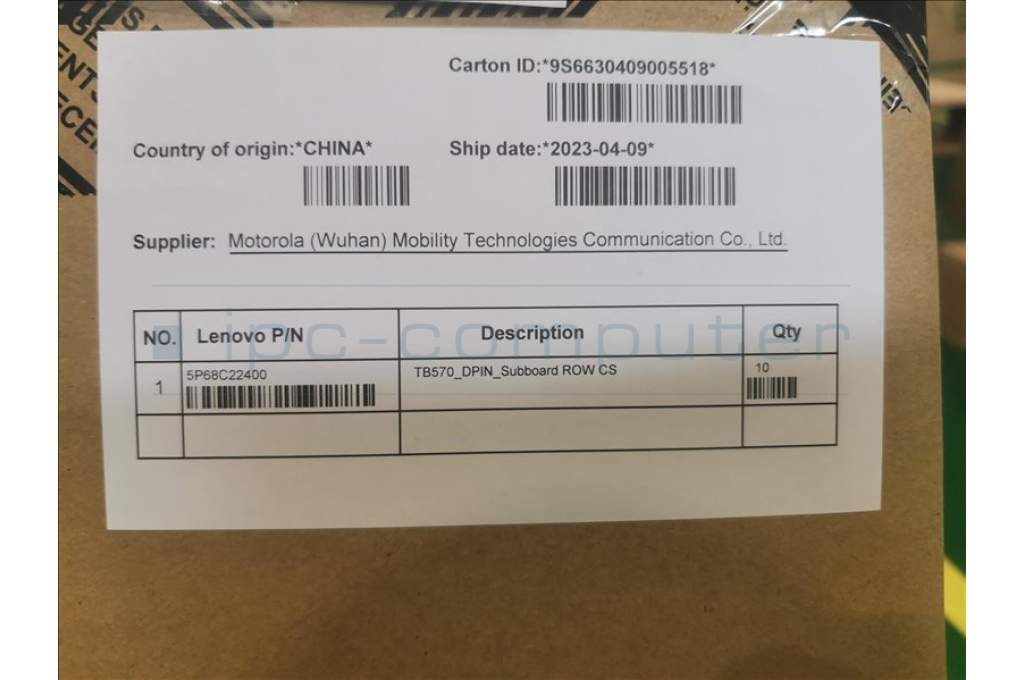 Carton ID:*9S6630409005518*
Country of origin:*CHINA*
Ship date:*2023-04-09*
Supplier: Motorola (Wuhan) Mobility Technologies Communication Co., Ltd.
NO. Lenovo P/N Description Qty
ipc-computer
1 5P68C22400 TB570_DPIN_Subboard ROW CS 10